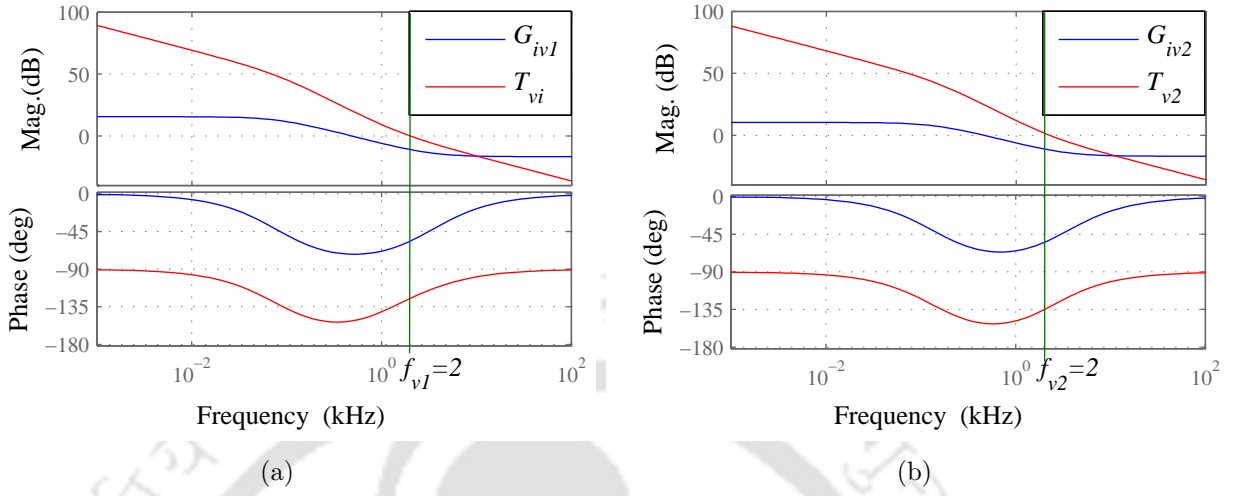 100
50
0
Mag.(dB)
G_iv1
T_vi
0
−45
−90
−135
−180
Phase (deg)
10^−2
10^0
10^2
f_v1=2
Frequency (kHz)
(a)
100
50
0
Mag. (dB)
G_iv2
T_v2
0
−45
−90
−135
−180
Phase (deg)
10^−2
10^0
10^2
f_v2=2
Frequency (kHz)
(b)